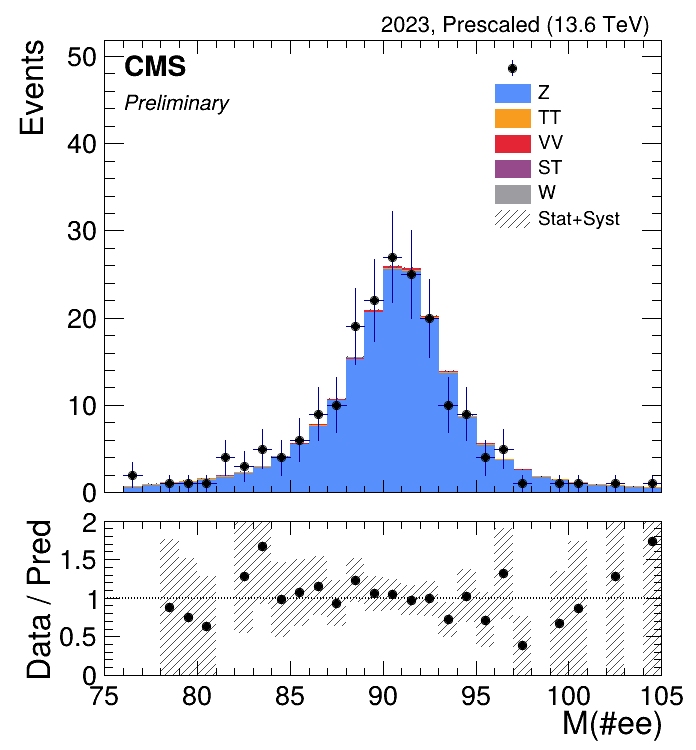 2023, Prescaled (13.6 TeV)
Events
50
40
30
20
10
0
CMS
Preliminary
Z
TT
VV
ST
W
Stat+Syst
Data / Pred
2
1.5
1
0.5
0
75 80 85 90 95 100 105
M(#ee)